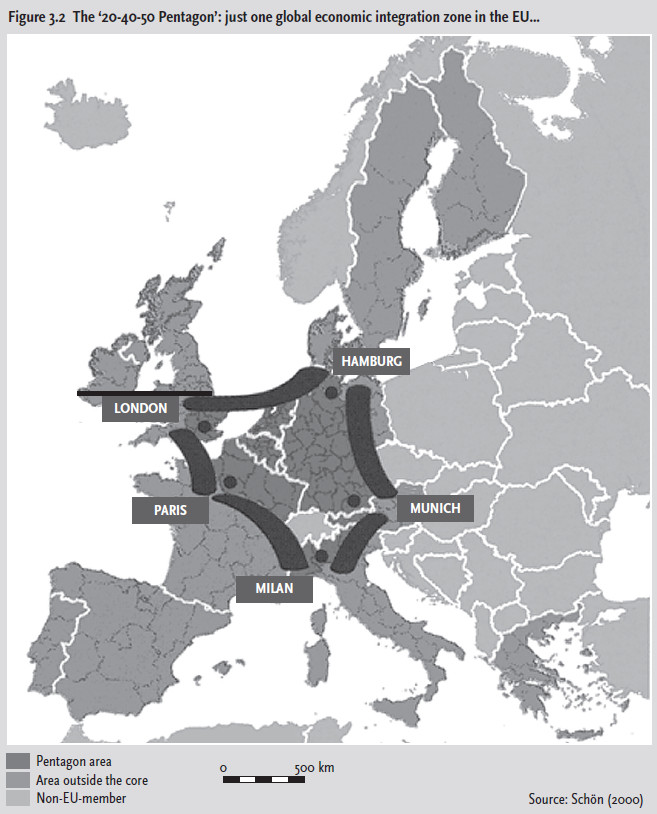 Figure 3.2 The ‘20-40-50 Pentagon’: just one global economic integration zone in the EU...
HAMBURG
LONDON
PARIS
MUNICH
MILAN
Pentagon area
Area outside the core
Non-EU-member
0 500 km
Source: Schön (2000)